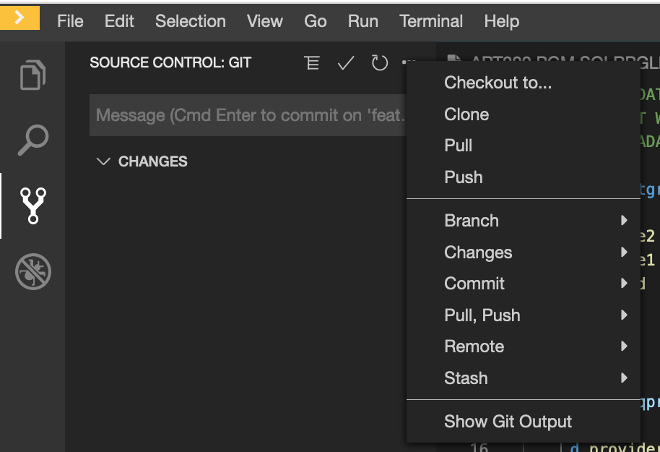 File Edit Selection View Go Run Terminal Help
SOURCE CONTROL: GIT
Message (Cmd Enter to commit on 'feat.
CHANGES
Checkout to...
Clone
Pull
Push
Branch
Changes
Commit
Pull, Push
Remote
Stash
Show Git Output
16 d provider